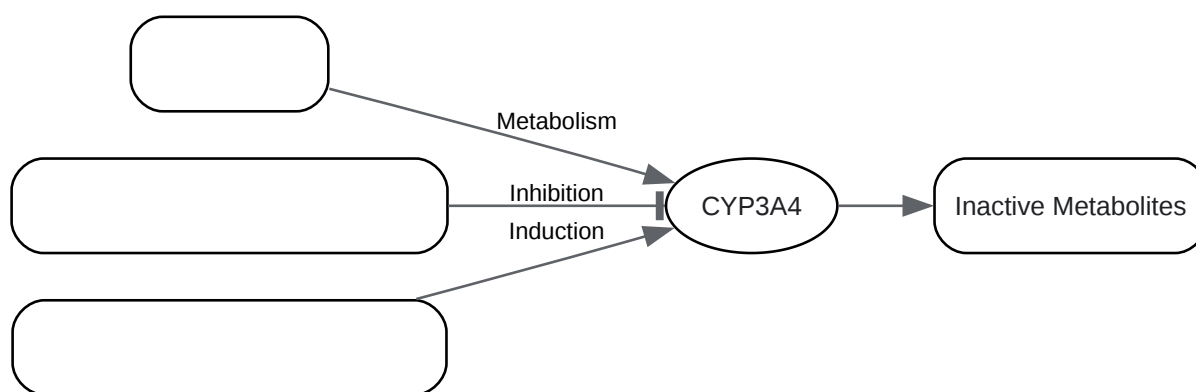 Metabolism
Inhibition
CYP3A4
Inactive Metabolites
Induction